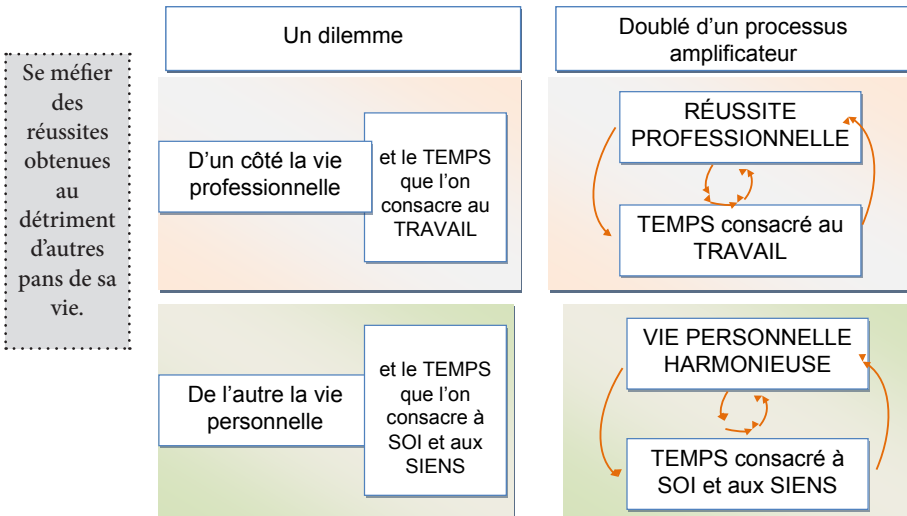 Se méfier
des
réussites
obtenues
au
détriment
d'autres
pans de sa
vie.
Un dilemme
Doublé d'un processus
amplificateur
D'un côté la vie
professionnelle
et le TEMPS
que l'on
consacre au
TRAVAIL
RÉUSSITE
PROFESSIONNELLE
TEMPS consacré au
TRAVAIL
De l'autre la vie
personnelle
et le TEMPS
que l'on
consacre à
SOI et aux
SIENS
VIE PERSONNELLE
HARMONIEUSE
TEMPS consacré à
SOI et aux SIENS